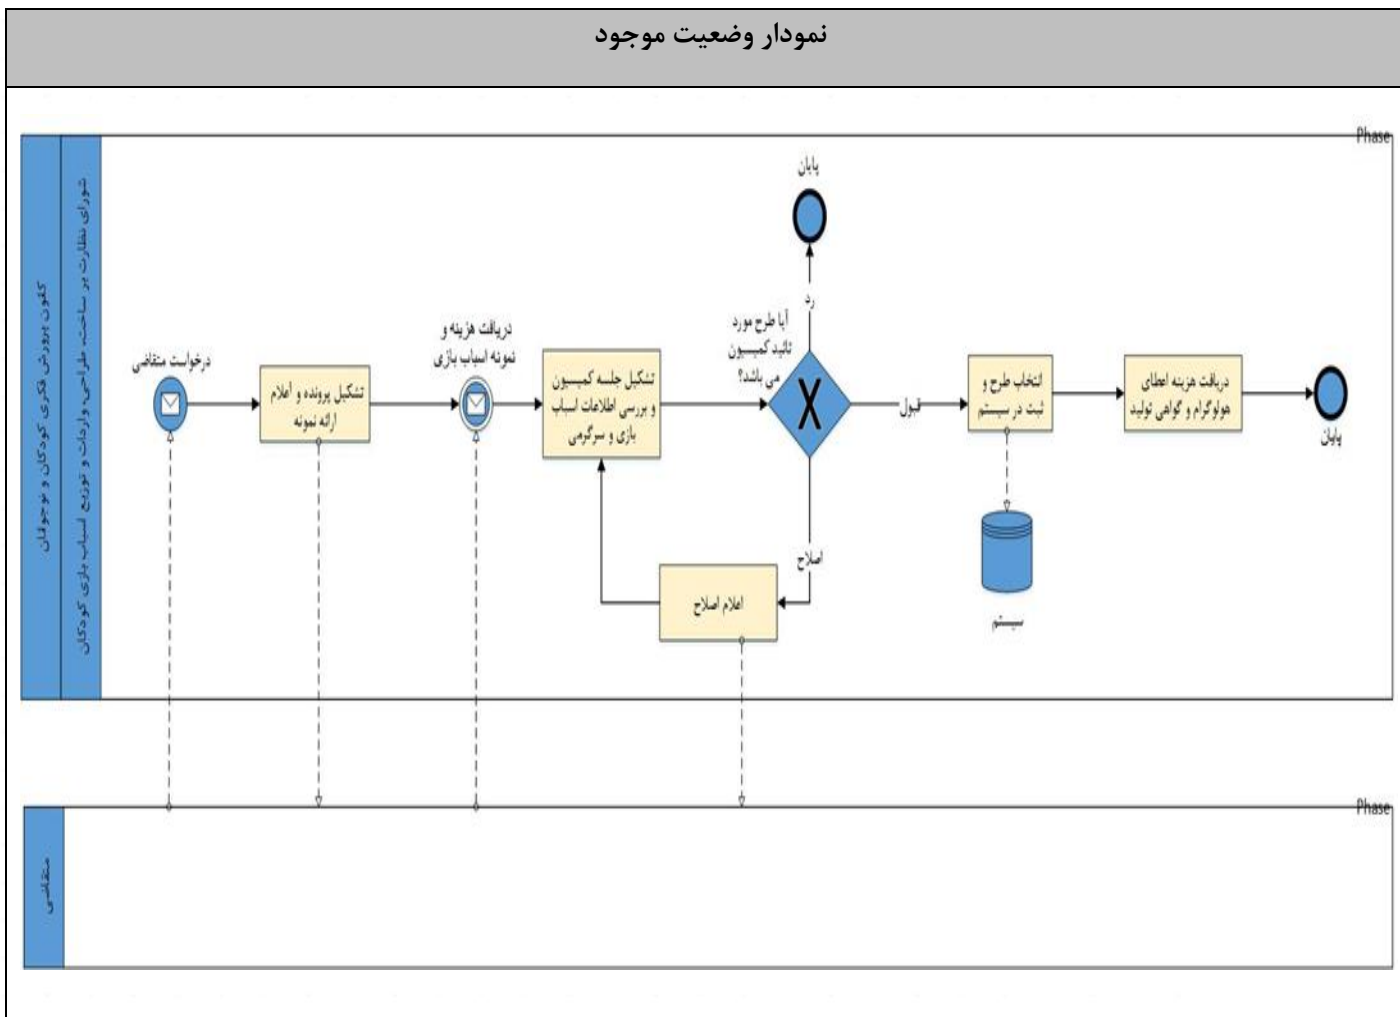 نمودار وضعیت موجود
Phase
کانون پرورش فکری کودکان و نوجوانان
شورای نظارت بر ساخت، طراحی، واردات و توزیع اسباب بازی کودکان
درخواست متقاضی
تشکیل پرونده و اعلام
ارائه نمونه
دریافت هزینه و
نمونه اسباب بازی
تشکیل جلسه کمیسیون
و بررسی اطلاعات اسباب
بازی و سرگرمی
آیا طرح مورد
تائید کمیسیون
می باشد؟
رد
پایان
قبول
انتخاب طرح و
ثبت در سیستم
دریافت هزینه اعطای
هولوگرام و گواهی تولید
پایان
اصلاح
اعلام اصلاح
سیستم
Phase
متقاضی